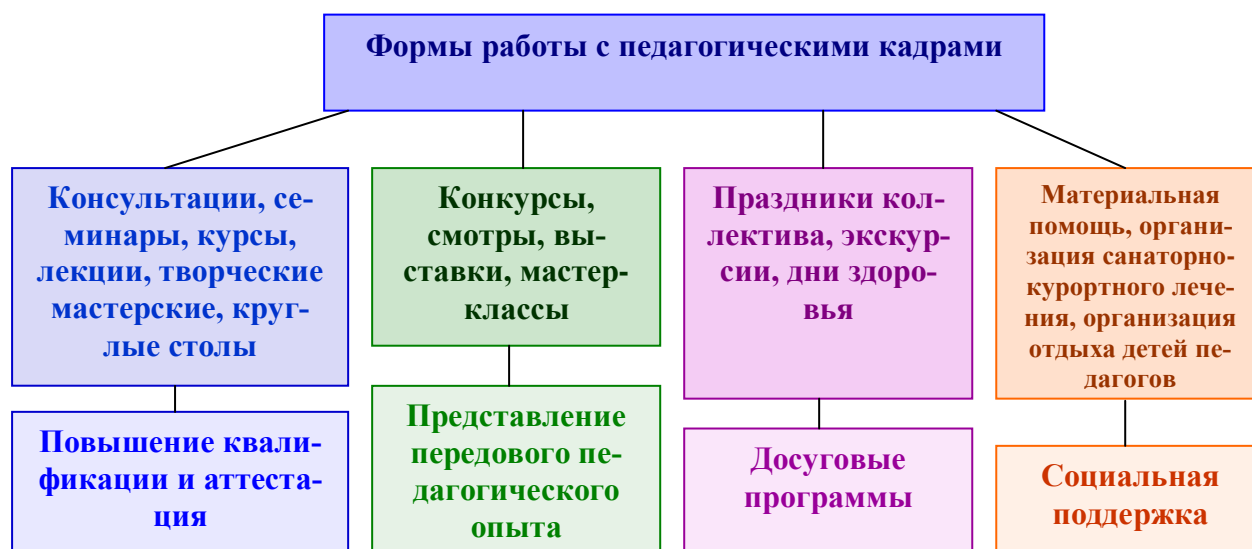 Формы работы с педагогическими кадрами
Консультации, се-
минары, курсы,
лекции, творческие
мастерские, круг-
лые столы
Конкурсы,
смотры, вы-
ставки, мастер-
классы
Праздники кол-
лектива, экскур-
сии, дни здоро-
вья
Материальная
помощь, органи-
зация санаторно-
курортного лече-
ния, организация
отдыха детей пе-
дагогов
Повышение квали-
фикации и аттеста-
ция
Представление
передового пе-
дагогического
опыта
Досуговые
программы
Социальная
поддержка